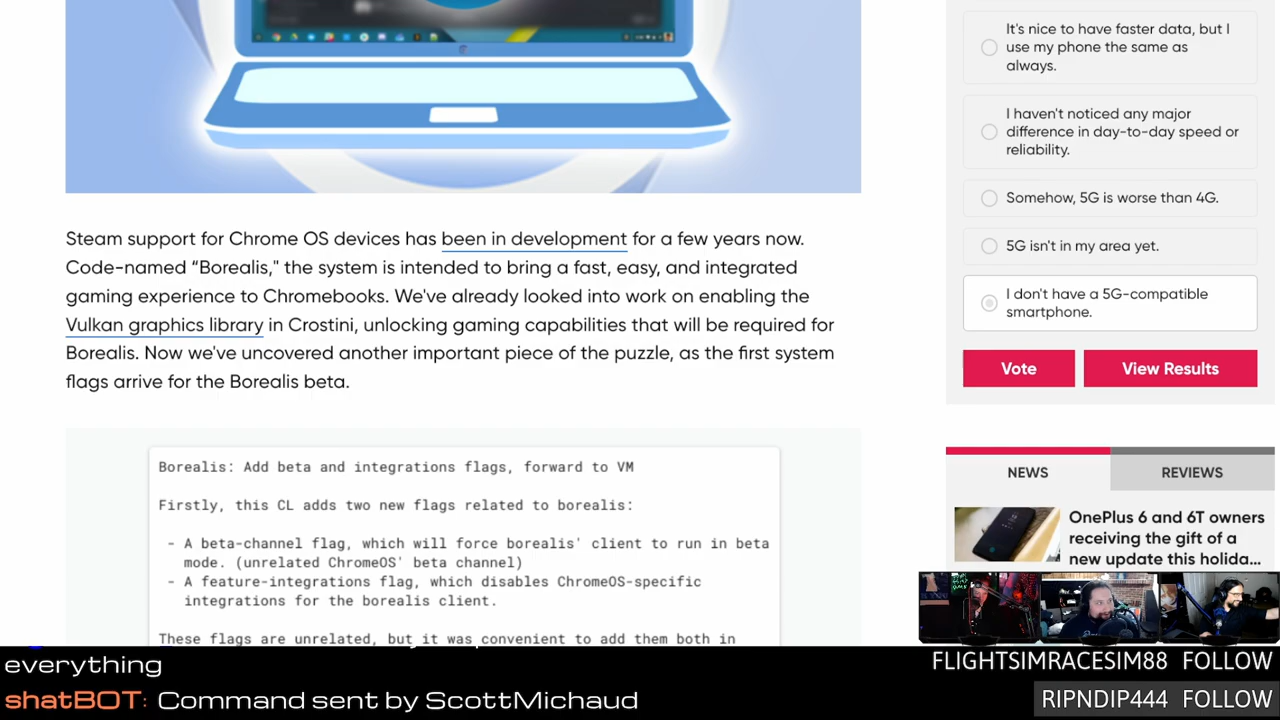 It's nice to have faster data, but I
use my phone the same as
always.
I haven't noticed any major
difference in day-to-day speed or
reliability.
Somehow, 5G is worse than 4G.
5G isn't in my area yet.
I don't have a 5G-compatible
smartphone.
Vote
View Results
Steam support for Chrome OS devices has been in development for a few years now.
Code-named “Borealis," the system is intended to bring a fast, easy, and integrated
gaming experience to Chromebooks. We've already looked into work on enabling the
Vulkan graphics library in Crostini, unlocking gaming capabilities that will be required for
Borealis. Now we've uncovered another important piece of the puzzle, as the first system
flags arrive for the Borealis beta.
Borealis: Add beta and integrations flags, forward to VM
Firstly, this CL adds two new flags related to borealis:
- A beta-channel flag, which will force borealis' client to run in beta
mode. (unrelated ChromeOS' beta channel)
- A feature-integrations flag, which disables ChromeOS-specific
integrations for the borealis client.
These flags are unrelated, but it was convenient to add them both in
NEWS
REVIEWS
OnePlus 6 and 6T owners
receiving the gift of a
new update this holida...
everything
shatBOT: Command sent by ScottMichaud
FLIGHTSIMRACESIM88 FOLLOW
RIPNDIP444 FOLLOW